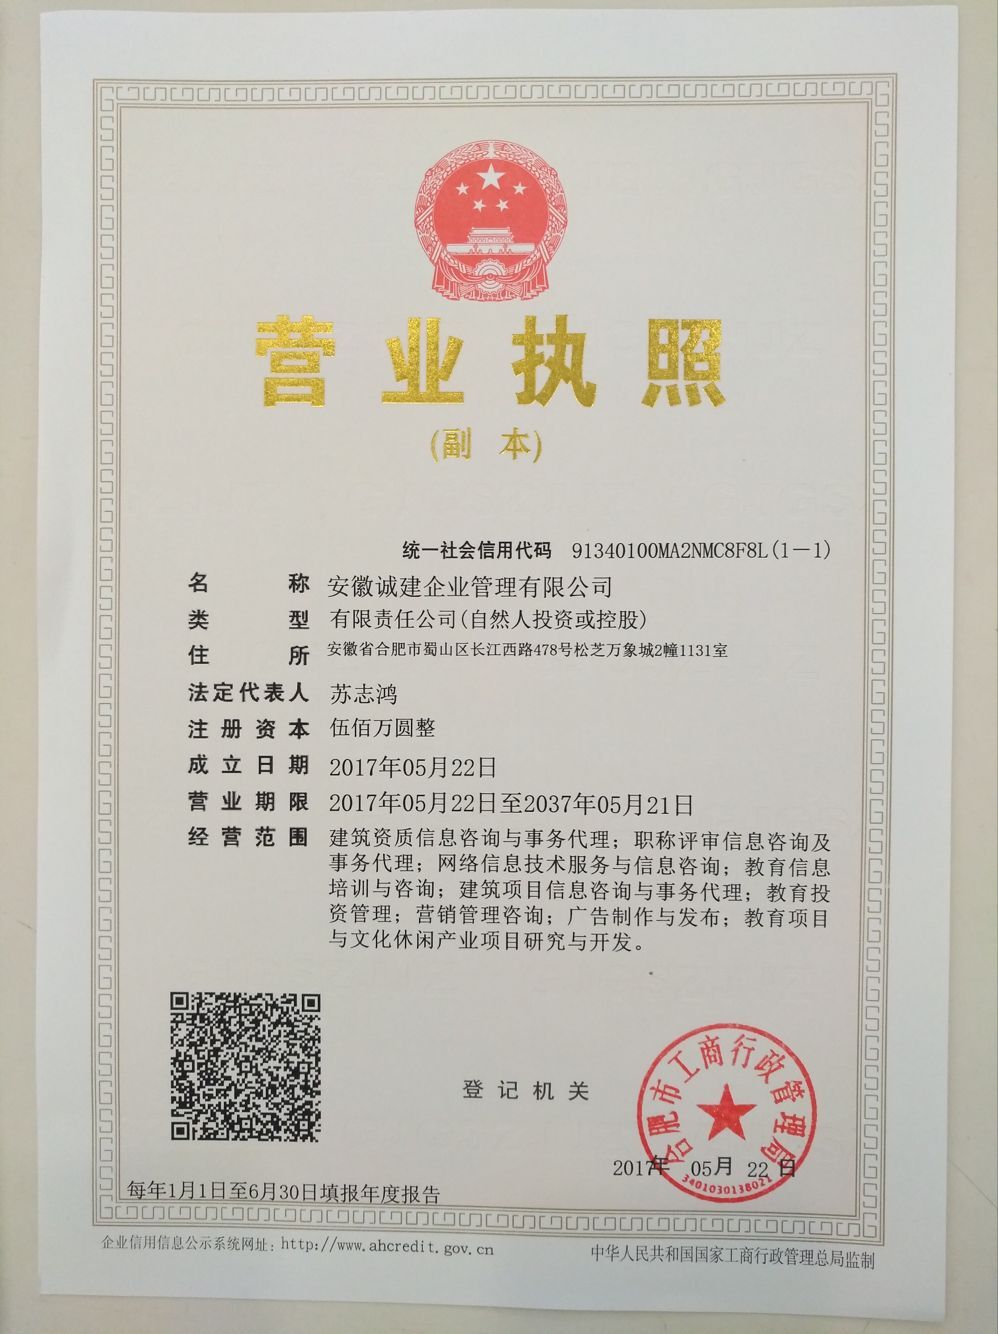 营业执照
(副 本)
统一社会信用代码 91340100MA2NMC8F8L(1－1)
名 称 安徽诚建企业管理有限公司
类 型 有限责任公司(自然人投资或控股)
住 所 安徽省合肥市蜀山区长江西路478号松芝万象城2幢1131室
法定代表人 苏志鸿
注册资本 伍佰万圆整
成立日期 2017年05月22日
营业期限 2017年05月22日至2037年05月21日
经营范围 建筑资质信息咨询与事务代理；职称评审信息咨询及
事务代理；网络信息技术服务与信息咨询；教育信息
培训与咨询；建筑项目信息咨询与事务代理；教育投
资管理；营销管理咨询；广告制作与发布；教育项目
与文化休闲产业项目研究与开发。
登记机关
合肥市工商行政管理局
2017年 05月 22日
3401030138021
每年1月1日至6月30日填报年度报告
企业信用信息公示系统网址：http://www.ahcredit.gov.cn
中华人民共和国国家工商行政管理总局监制